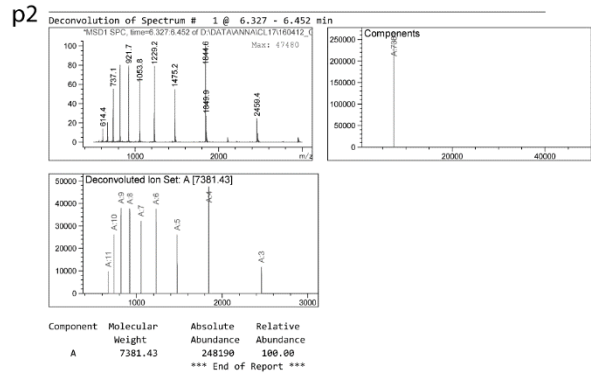 p2
Deconvolution of Spectrum # 1 @ 6.327 - 6.452 min
*MSD1 SPC, time=6.327:6.452 of D:\DATA\ANNA\CL17\160412_
Max: 47480
100
80
60
40
20
0
614.4
737.1
921.7
1053.8
1229.2
1475.2
1844.6
1849.9
2459.4
1000
2000
m/z
Components
250000
200000
150000
100000
50000
0
20000
40000
Deconvoluted Ion Set: A [7381.43]
50000
40000
30000
20000
10000
0
A:11
A:10
A:9
A:8
A:7
A:6
A:5
A:4
A:3
1000
2000
3000
Component Molecular Absolute Relative
Weight Abundance Abundance
A 7381.43 248190 100.00
*** End of Report ***